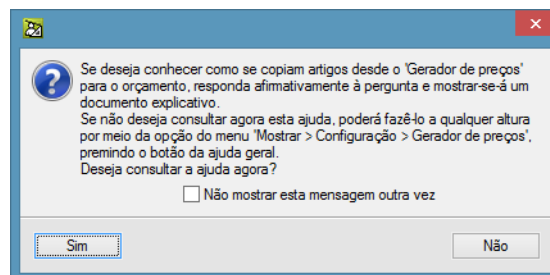 Se deseja conhecer como se copiam artigos desde o 'Gerador de preços'
para o orçamento, responda afimativamente à pergunta e mostrar-se-á um
documento explicativo.
Se não deseja consultar agora esta ajuda, poderá fazê-lo a qualquer altura
por meio da opção do menu 'Mostrar > Configuração > Gerador de preços',
premindo o botão da ajuda geral.
Deseja consultar a ajuda agora?
Não mostrar esta mensagem outra vez
Sim
Não